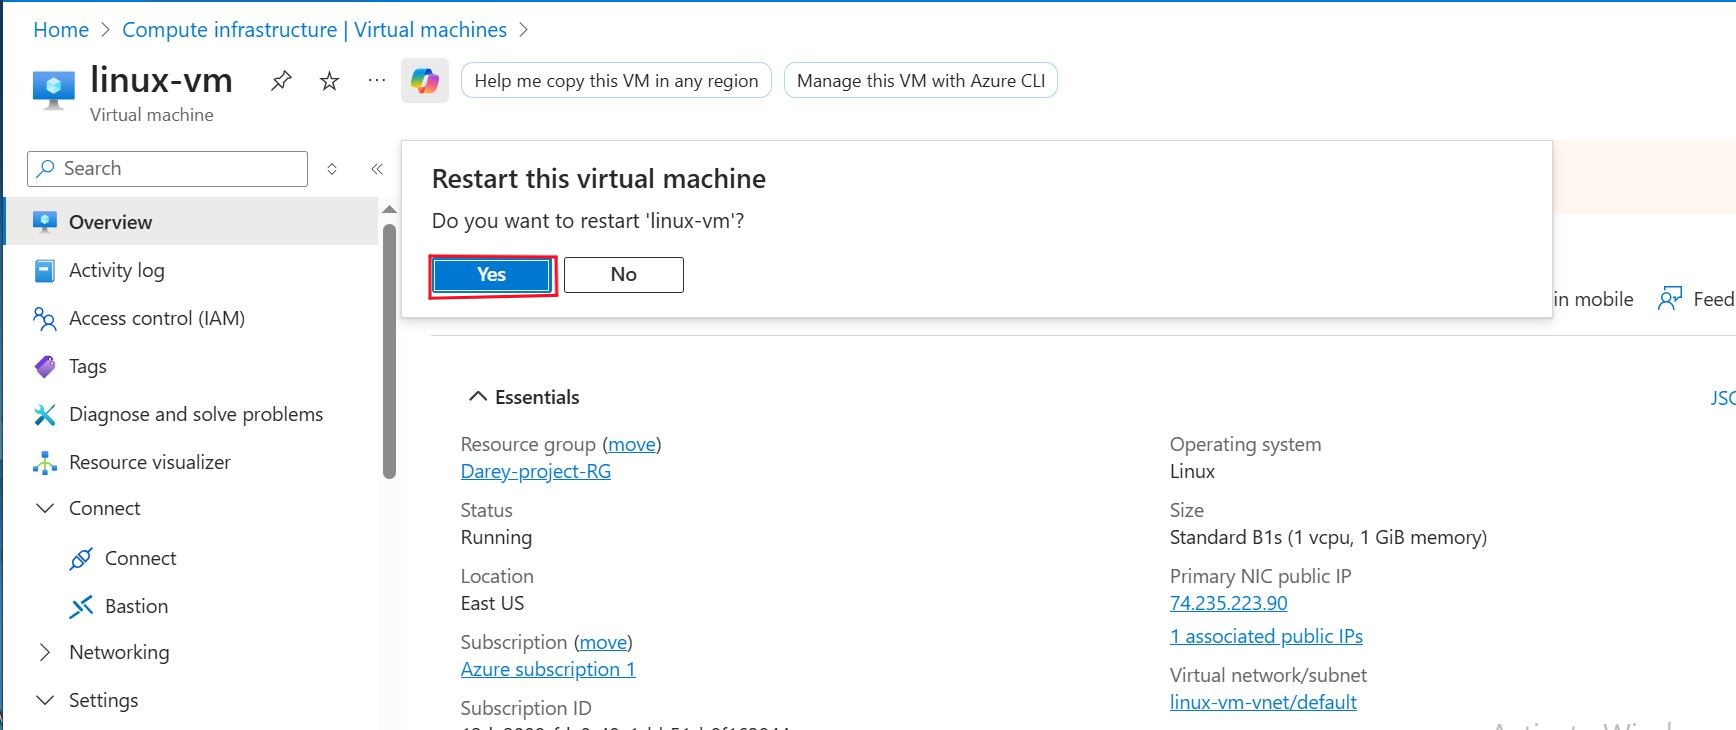 Home > Compute infrastructure | Virtual machines >
linux-vm
Virtual machine
Help me copy this VM in any region
Manage this VM with Azure CLI
Search
Overview
Activity log
Access control (IAM)
Tags
Diagnose and solve problems
Resource visualizer
Connect
Connect
Bastion
Networking
Settings
Restart this virtual machine
Do you want to restart 'linux-vm'?
Yes
No
in mobile
Feed
Essentials
JSO
Resource group (move)
Darey-project-RG
Status
Running
Location
East US
Subscription (move)
Azure subscription 1
Subscription ID
Operating system
Linux
Size
Standard B1s (1 vcpu, 1 GiB memory)
Primary NIC public IP
74.235.223.90
1 associated public IPs
Virtual network/subnet
linux-vm-vnet/default